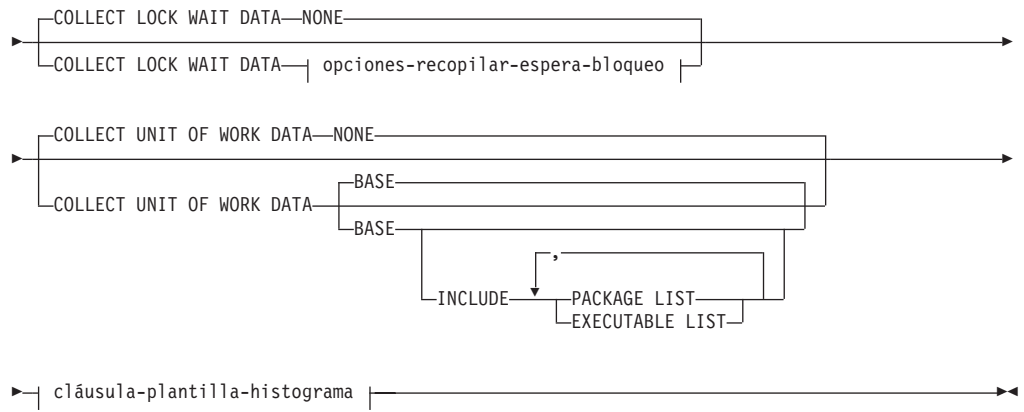 COLLECT LOCK WAIT DATA NONE
COLLECT LOCK WAIT DATA opciones-recopilar-espera-bloqueo
COLLECT UNIT OF WORK DATA NONE
BASE
COLLECT UNIT OF WORK DATA
BASE
,
INCLUDE PACKAGE LIST
EXECUTABLE LIST
cláusula-plantilla-histograma